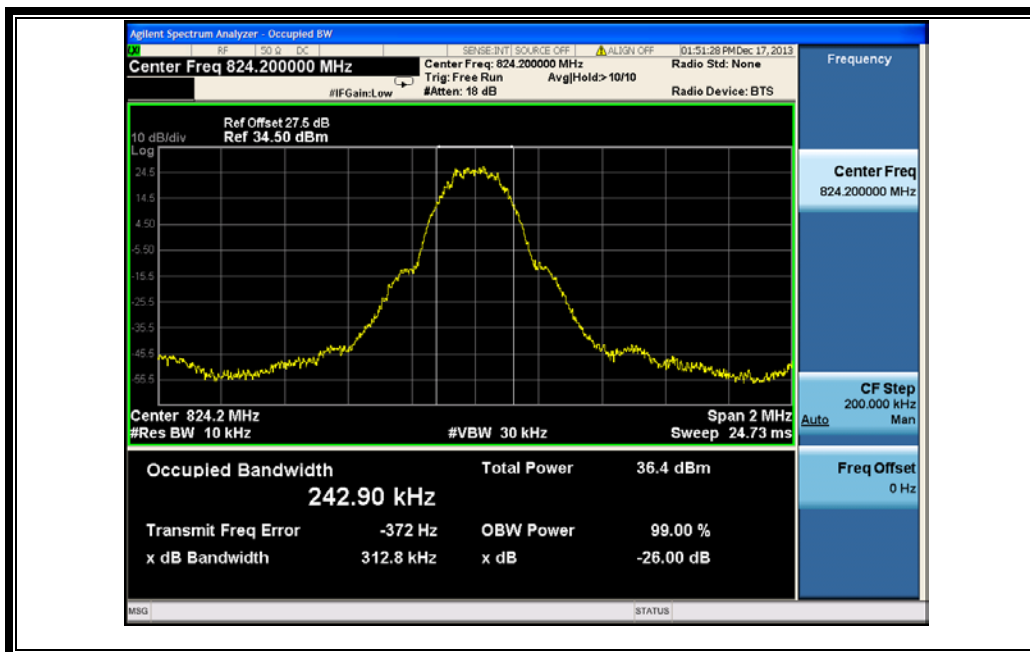 Agilent Spectrum Analyzer - Occupied BW
LXI RF 50 Ω DC SENSE:INT SOURCE OFF ALIGN OFF 01:51:28 PM Dec 17, 2013
Center Freq 824.200000 MHz
Center Freq: 824.200000 MHz
Radio Std: None
Trig: Free Run Avg|Hold:> 10/10
#IFGain:Low #Atten: 18 dB Radio Device: BTS
Ref Offset 27.5 dB
10 dB/div Ref 34.50 dBm
Log
24.5
14.5
4.50
-5.50
-15.5
-25.5
-35.5
-45.5
-55.5
Center 824.2 MHz Span 2 MHz
#Res BW 10 kHz #VBW 30 kHz Sweep 24.73 ms
Occupied Bandwidth Total Power 36.4 dBm
242.90 kHz
Transmit Freq Error -372 Hz OBW Power 99.00 %
x dB Bandwidth 312.8 kHz x dB -26.00 dB
MSG STATUS
Frequency
Center Freq
824.200000 MHz
CF Step
200.000 kHz
Auto Man
Freq Offset
0 Hz